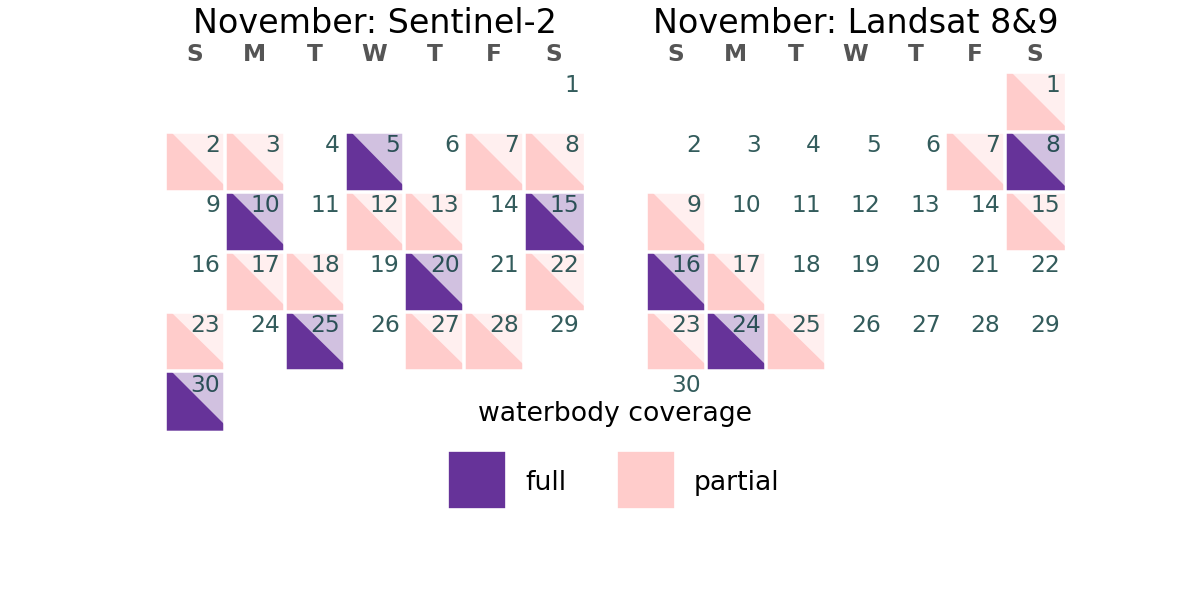 November: Sentinel-2
S M T W T F S
1
2 3 4 5 6 7 8
9 10 11 12 13 14 15
16 17 18 19 20 21 22
23 24 25 26 27 28 29
30
November: Landsat 8&9
S M T W T F S
1
2 3 4 5 6 7 8
9 10 11 12 13 14 15
16 17 18 19 20 21 22
23 24 25 26 27 28 29
30
waterbody coverage
full partial